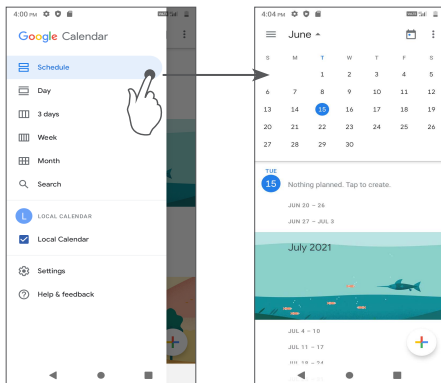 4:00 PM
Google Calendar
Schedule
Day
3 days
Week
Month
Search
L LOCAL CALENDAR
Local Calendar
Settings
Help & feedback
4:04 PM
June
S M T W T F S
1 2 3 4 5
6 7 8 9 10 11 12
13 14 15 16 17 18 19
20 21 22 23 24 25 26
27 28 29 30
TUE
15 Nothing planned. Tap to create.
JUN 20 – 26
JUN 27 – JUL 3
July 2021
JUL 4 – 10
JUL 11 – 17
JUL 18 – 24